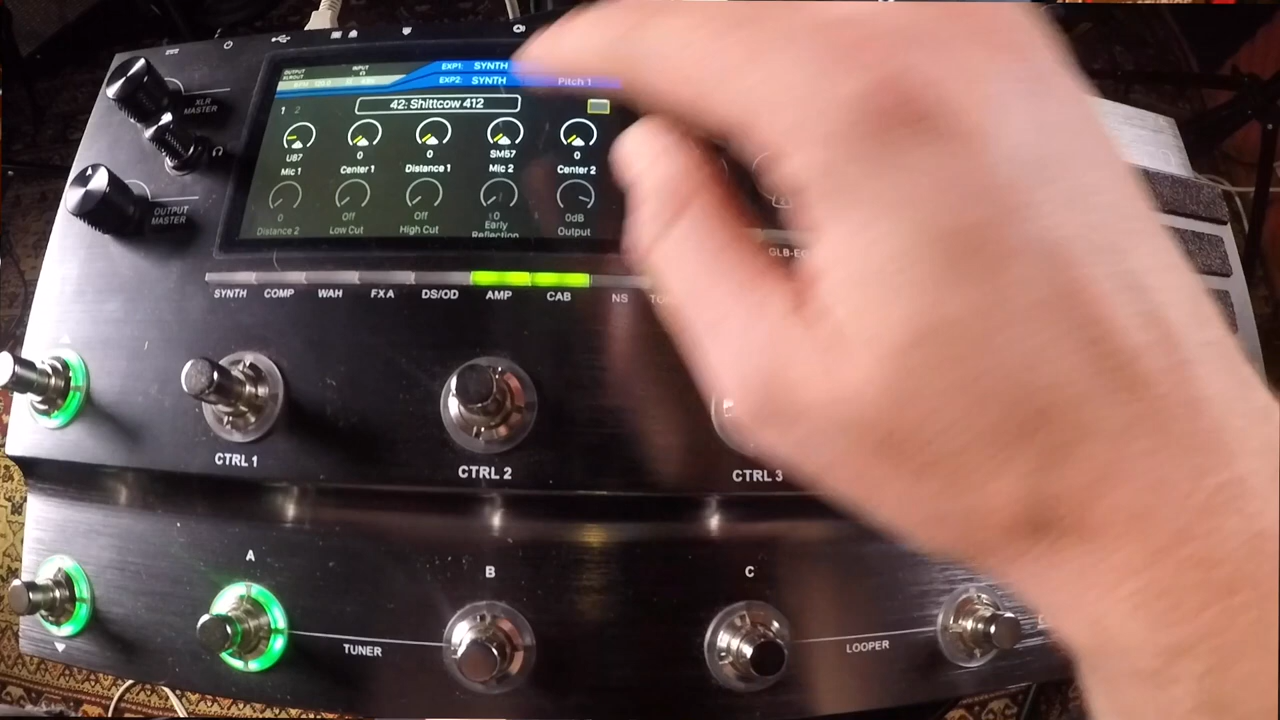 OUTPUT
INPUT
EXP1: SYNTH
EXP2: SYNTH
Pitch 1
XLR
MASTER
1 2
42: Shittcow 412
U87
0
0
SM57
0
Mic 1
Center 1
Distance 1
Mic 2
Center 2
OUTPUT
MASTER
0
Off
Off
0dB
Distance 2
Low Cut
High Cut
Early
Reflection
Output
GLB-EQ
SYNTH
COMP
WAH
FXA
DS/OD
AMP
CAB
NS
CTRL 1
CTRL 2
CTRL 3
A
B
C
TUNER
LOOPER